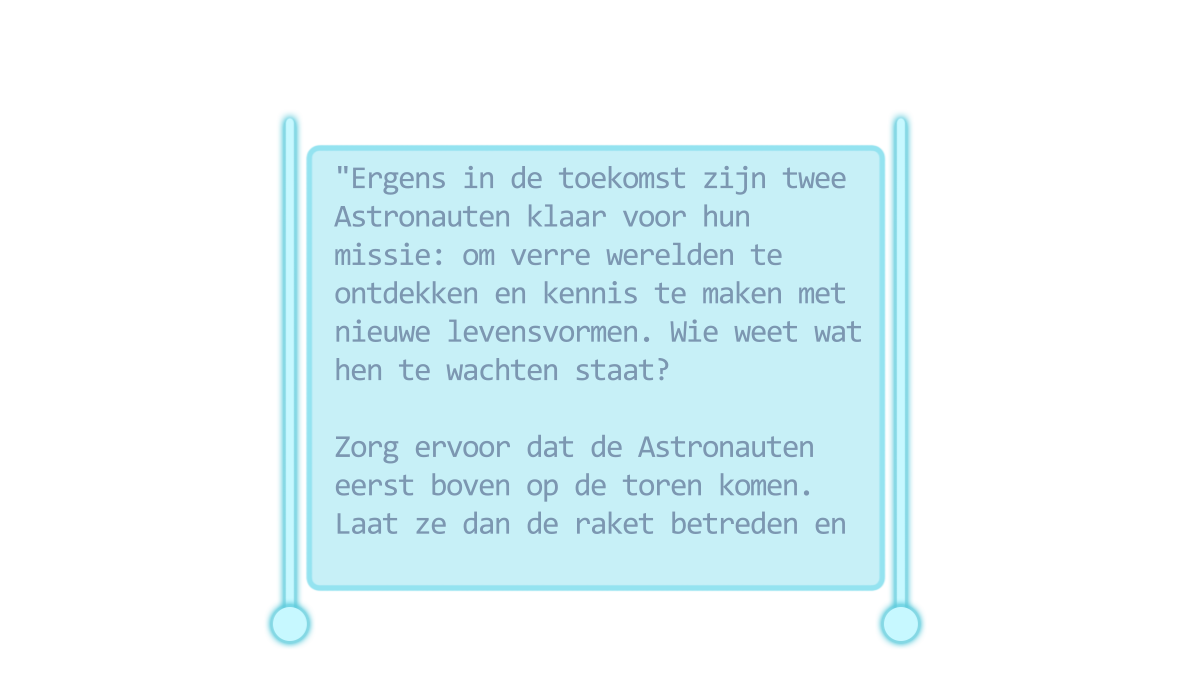 "Ergens in de toekomst zijn twee
Astronauten klaar voor hun
missie: om verre werelden te
ontdekken en kennis te maken met
nieuwe levensvormen. Wie weet wat
hen te wachten staat?
Zorg ervoor dat de Astronauten
eerst boven op de toren komen.
Laat ze dan de raket betreden en